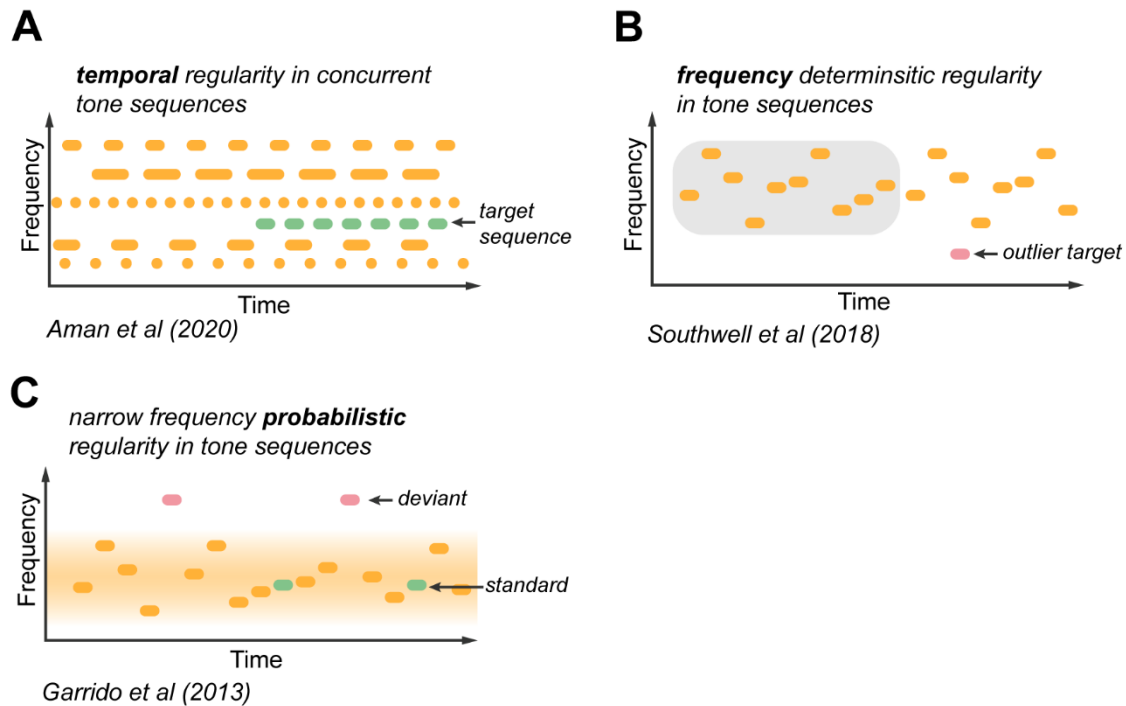 A
temporal regularity in concurrent
tone sequences
Frequency
target
sequence
Time
Aman et al (2020)
B
frequency determinsitic regularity
in tone sequences
Frequency
outlier target
Time
Southwell et al (2018)
C
narrow frequency probabilistic
regularity in tone sequences
Frequency
deviant
standard
Time
Garrido et al (2013)